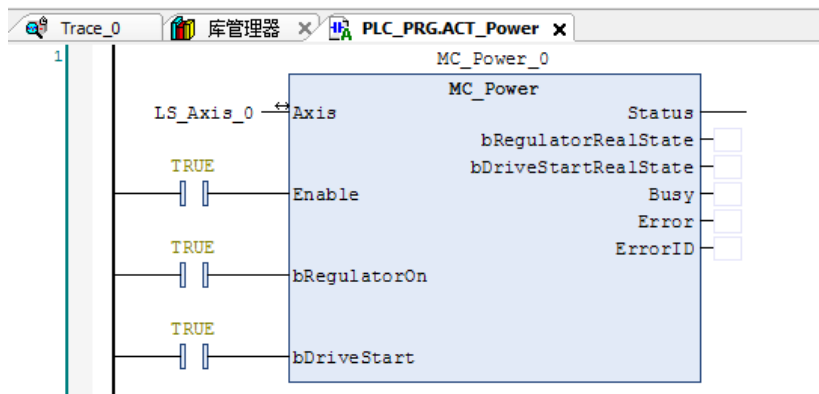 Trace_0 库管理器 PLC_PRG.ACT_Power
1
MC_Power_0
MC_Power
LS_Axis_0 Axis Status
bRegulatorRealState
TRUE bDriveStartRealState
Enable Busy
Error
TRUE ErrorID
bRegulatorOn
TRUE
bDriveStart